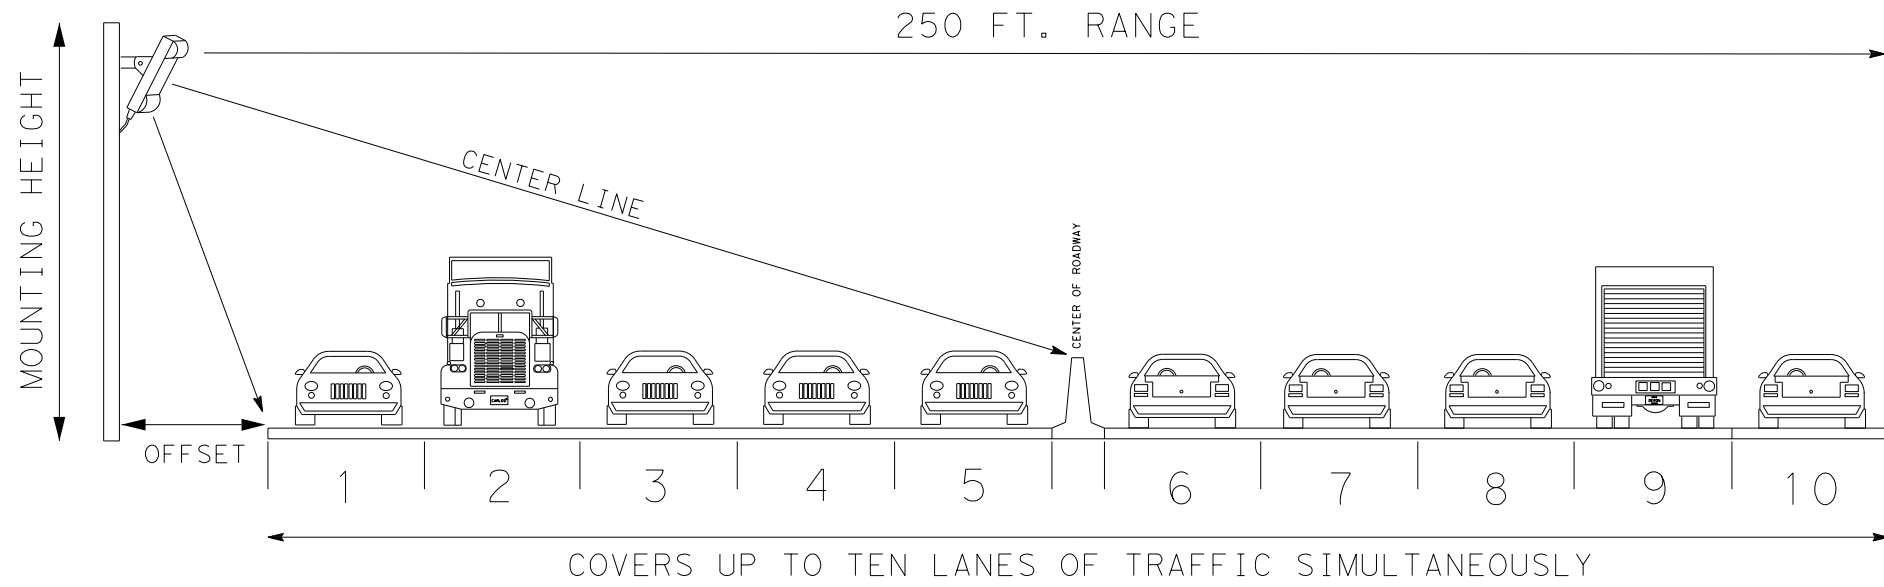 250 FT. RANGE
MOUNTING HEIGHT
CENTER LINE
CENTER OF ROADWAY
OFFSET
1 2 3 4 5 6 7 8 9 10
COVERS UP TO TEN LANES OF TRAFFIC SIMULTANEOUSLY